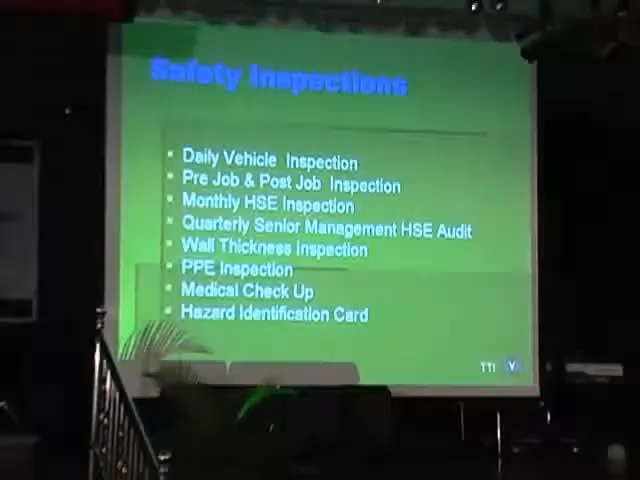 Safety Inspections
Daily Vehicle Inspection
Pre Job & Post Job Inspection
Monthly HSE Inspection
Quarterly Senior Management HSE Audit
Wall Thickness Inspection
PPE Inspection
Medical Check Up
Hazard Identification Card
TTI Y